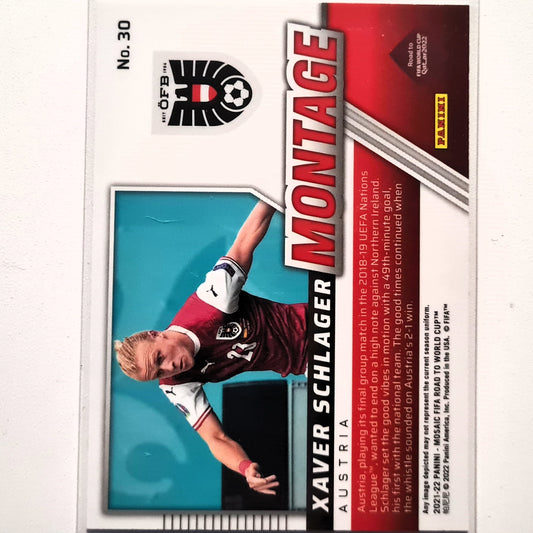 No. 30
SEIT ÖFB 1904
Road to
FIFA WORLD CUP
Qatar2022
MONTAGE
PANINI
XAVER SCHLAGER
AUSTRIA
Austria, playing its final group match in the 2018-19 UEFA Nations
League™, wanted to end on a high note against Northern Ireland.
Schlager set the good vibes in motion with a 49th-minute goal,
his first with the national team. The good times continued when
the whistle sounded on Austria's 2-1 win.
Any image depicted may not represent the current season uniform.
2021-22 PANINI - MOSAIC FIFA ROAD TO WORLD CUP™
© 2022 Panini America, Inc. Produced in the USA. © FIFA™